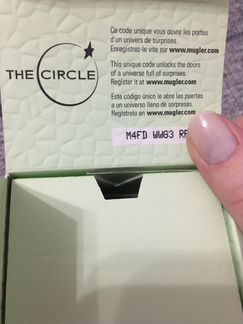 THE CIRCLE
Ce code unique vous ouvre les portes
d'un univers de surprises.
Enregistrez-le vite sur www.mugler.com
This unique code unlocks the doors
of a universe full of surprises.
Register it at www.mugler.com
Este código único le abre las puertas
a un universo lleno de sorpresas.
Regístrelo en www.mugler.com
M4FD WWG3